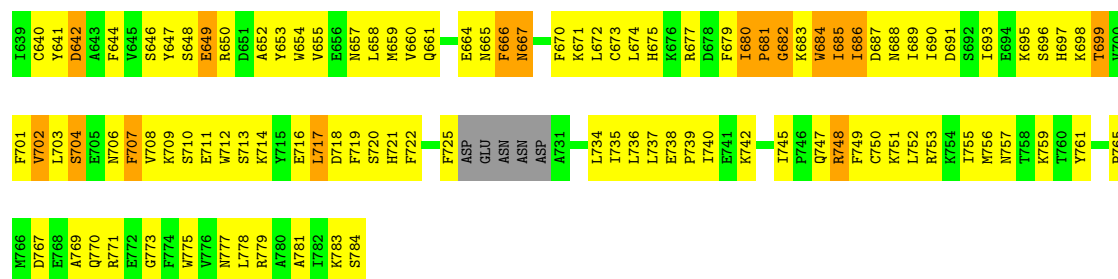 I639 C640 Y641 D642 A643 F644 V645 S646 Y647 S648 E649 R650 D651 A652 Y653 W654 V655 E656 N657 L658 M659 V660 Q661 E664 N665 F666 N667 F670 K671 L672 C673 L674 H675 K676 R677 D678 F679 I680 P681 G682 K683 W684 I685 I686 D687 N688 I689 I690 D691 S692 I693 E694 K695 S696 H697 K698 T699
F701 V702 L703 S704 E705 N706 F707 V708 K709 S710 E711 W712 S713 K714 Y715 E716 L717 D718 F719 S720 H721 F722 F725 ASP GLU ASN ASN ASP A731 L734 I735 L736 L737 E738 P739 I740 E741 K742 I745 P746 Q747 R748 F749 C750 K751 L752 R753 K754 I755 M756 N757 T758 K759 T760 Y761
M766 D767 E768 A769 Q770 R771 E772 G773 F774 W775 V776 N777 L778 R779 A780 A781 I782 K783 S784